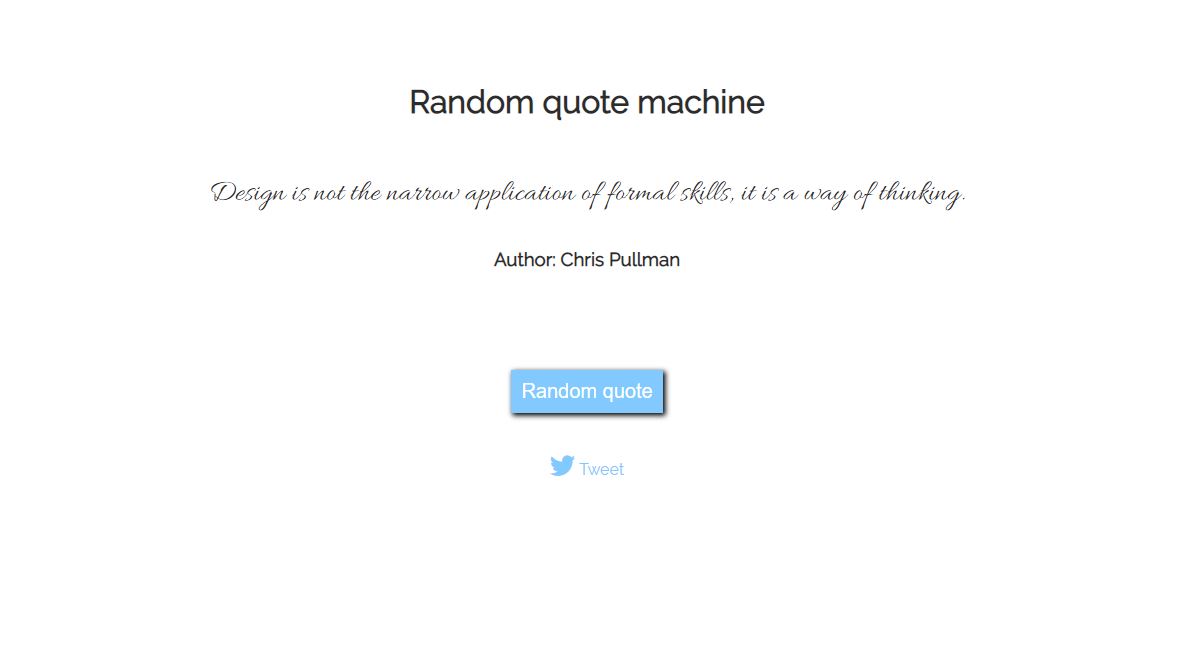 Random quote machine
Design is not the narrow application of formal skills, it is a way of thinking.
Author: Chris Pullman
Random quote
Tweet